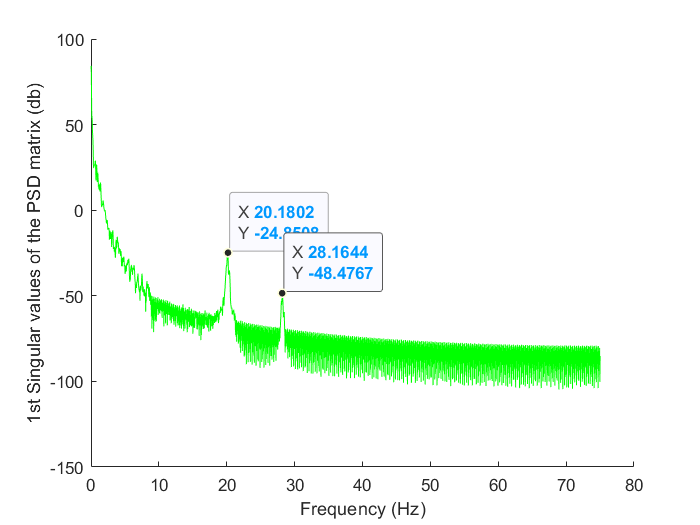 1st Singular values of the PSD matrix (db)
100
50
0
-50
-100
-150
X 20.1802
X 28.1644
Y -48.4767
0 10 20 30 40 50 60 70 80
Frequency (Hz)